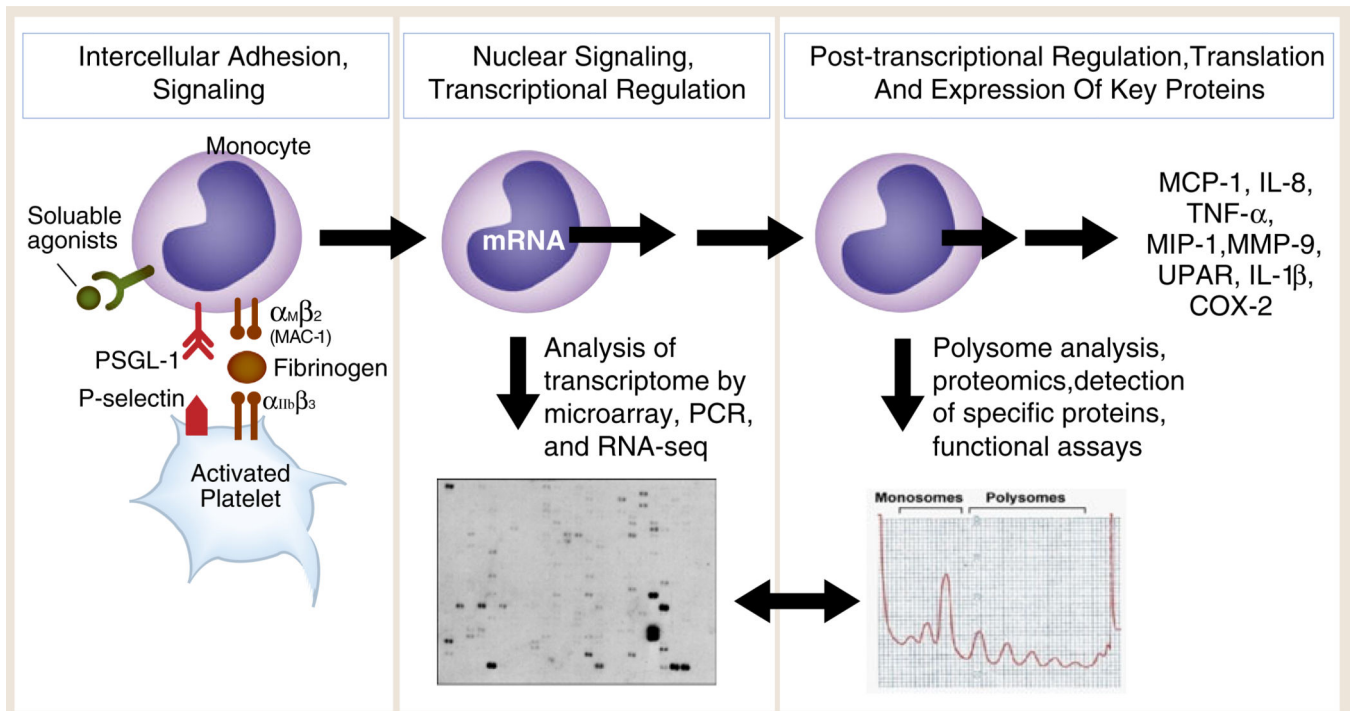 Intercellular Adhesion,
Signaling
Monocyte
Soluable
agonists
αMβ2
(MAC-1)
PSGL-1
Fibrinogen
P-selectin
αIIbβ3
Activated
Platelet
Nuclear Signaling,
Transcriptional Regulation
mRNA
Analysis of
transcriptome by
microarray, PCR,
and RNA-seq
Post-transcriptional Regulation,Translation
And Expression Of Key Proteins
MCP-1, IL-8,
TNF-α,
MIP-1,MMP-9,
UPAR, IL-1β,
COX-2
Polysome analysis,
proteomics,detection
of specific proteins,
functional assays
Monosomes
Polysomes